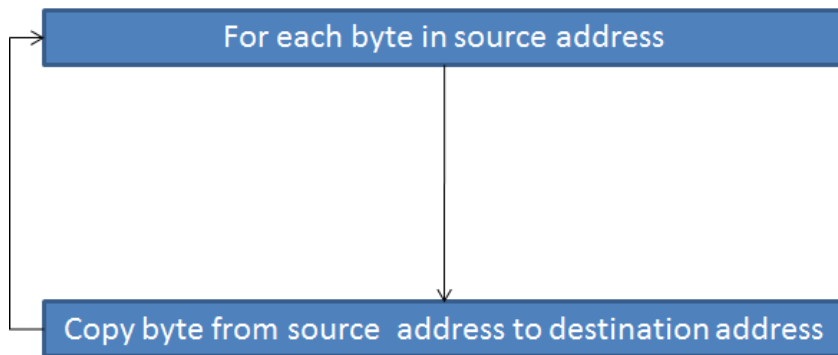 For each byte in source address
Copy byte from source  address to destination address